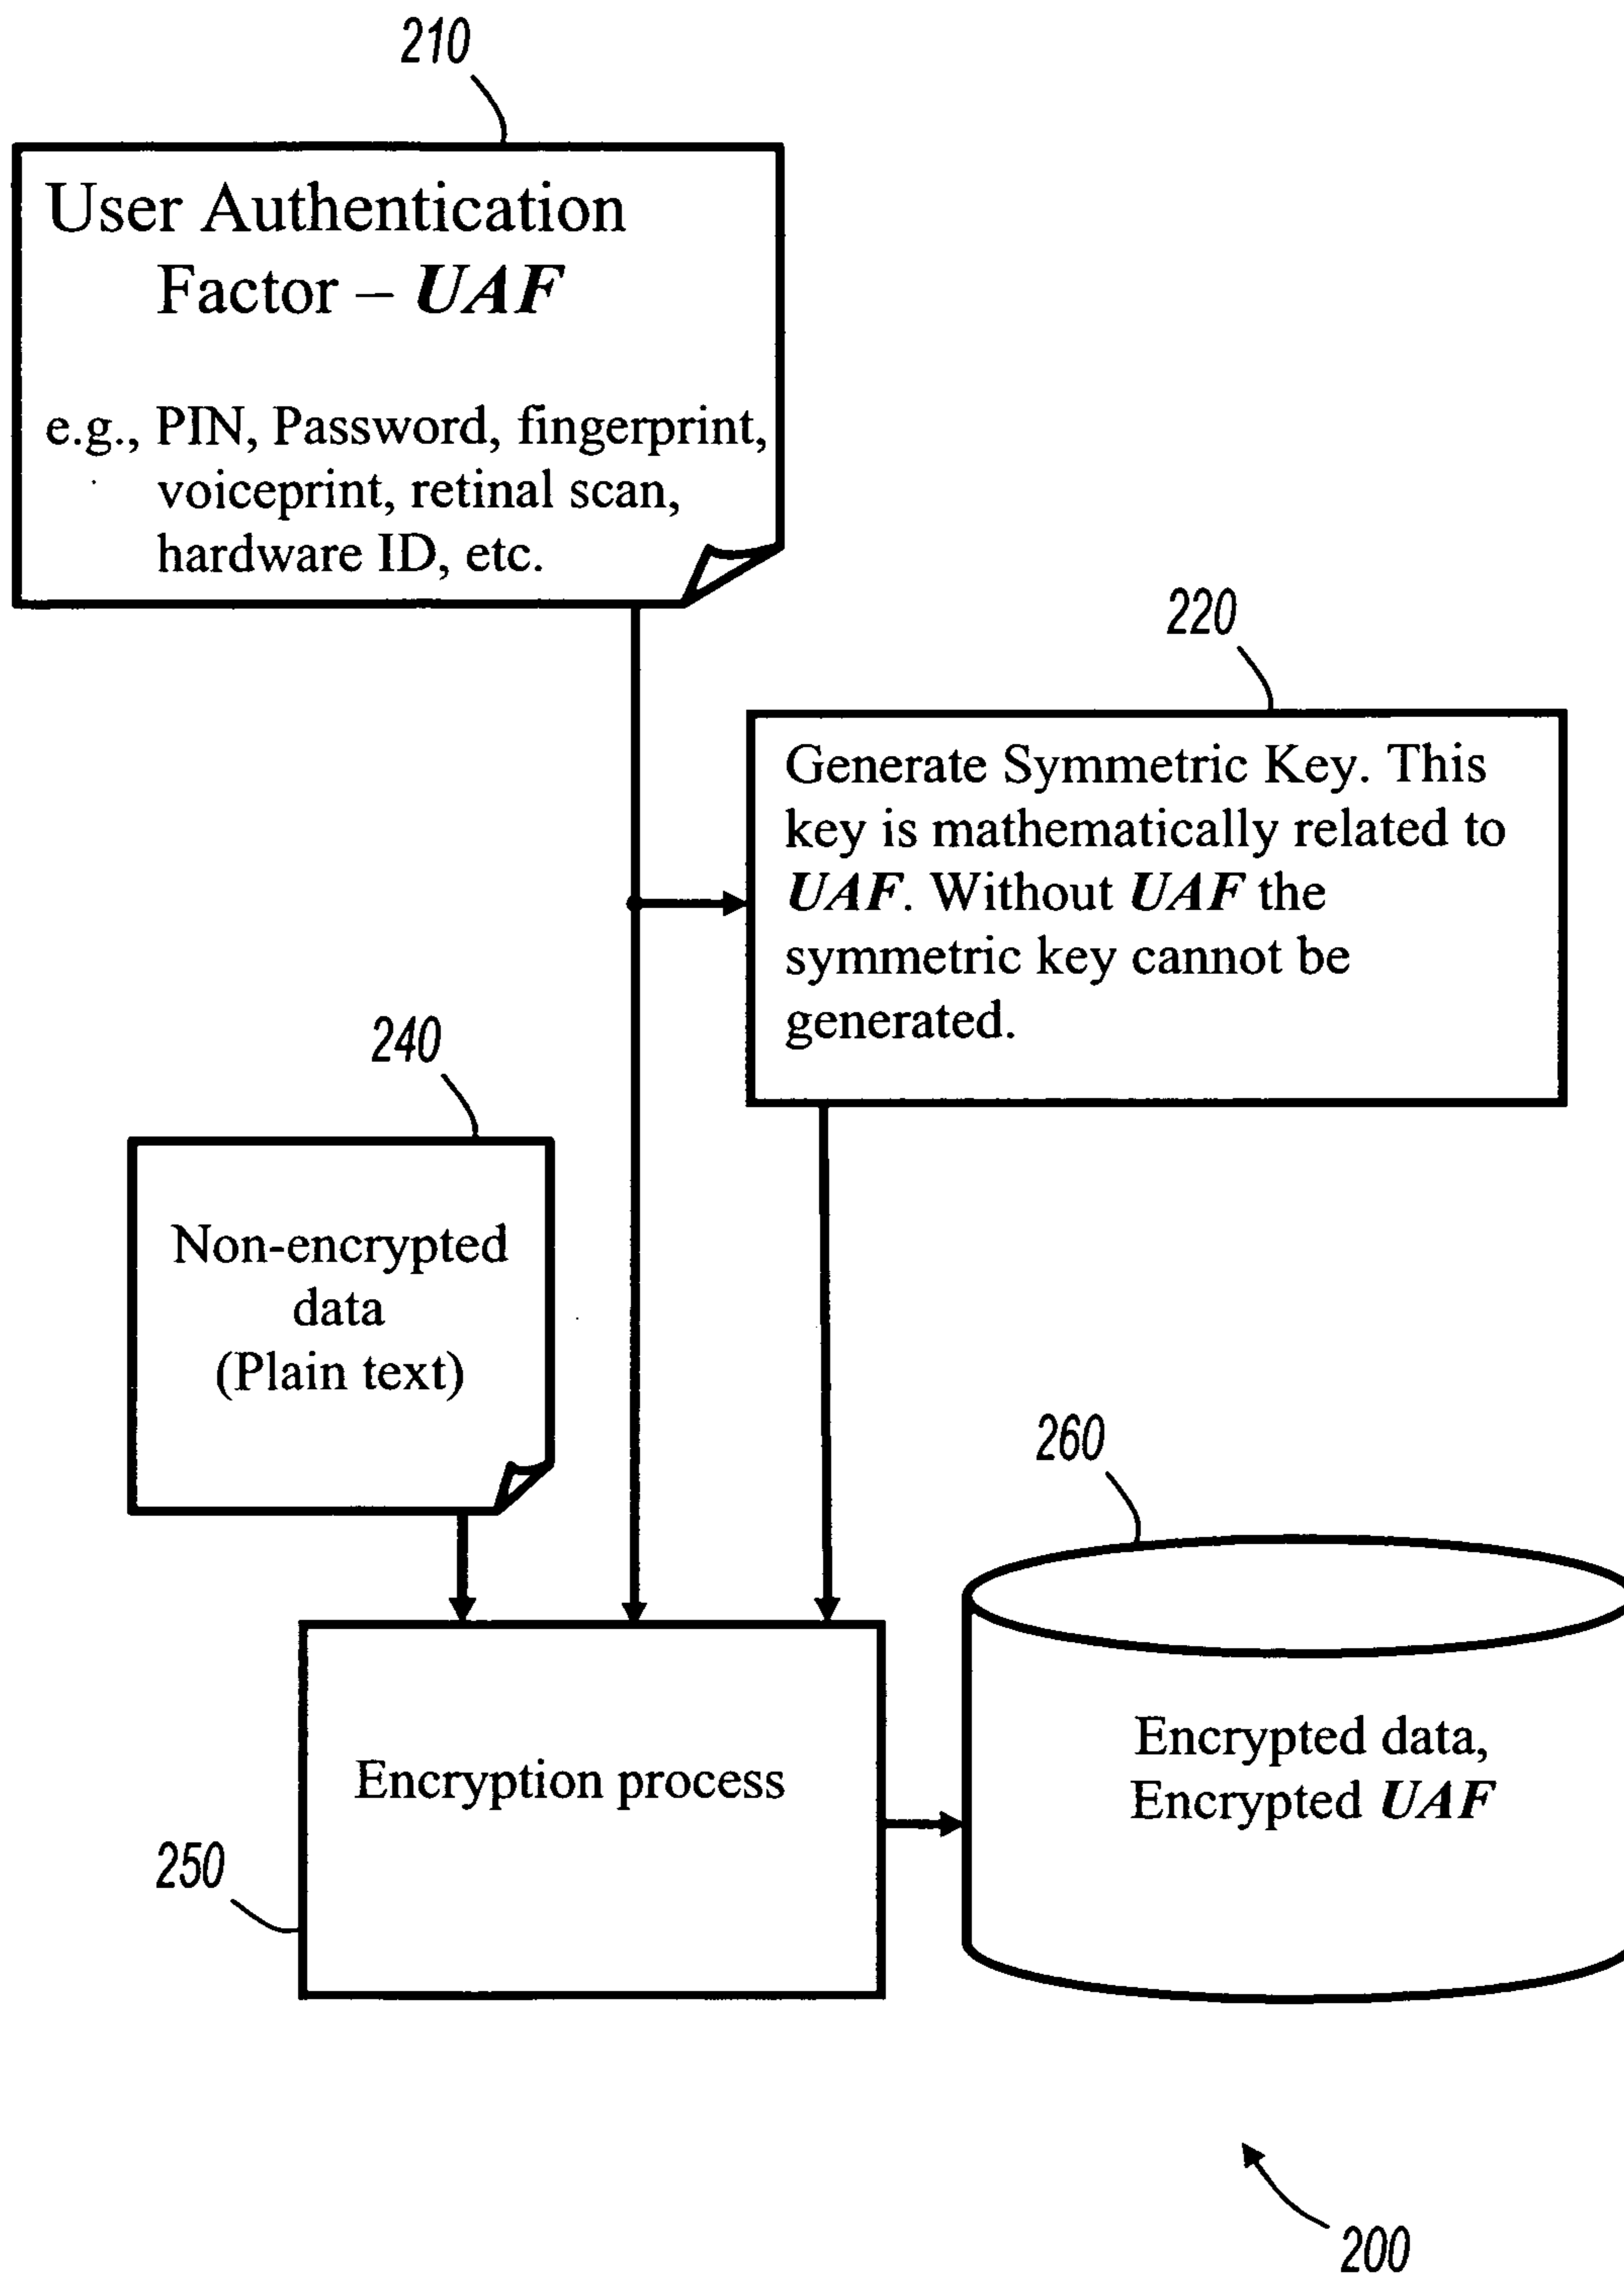 210
User Authentication
Factor – UAF
e.g., PIN, Password, fingerprint,
voiceprint, retinal scan,
hardware ID, etc.
220
Generate Symmetric Key. This
key is mathematically related to
UAF. Without UAF the
symmetric key cannot be
generated.
240
Non-encrypted
data
(Plain text)
260
Encrypted data,
Encrypted UAF
Encryption process
250
200